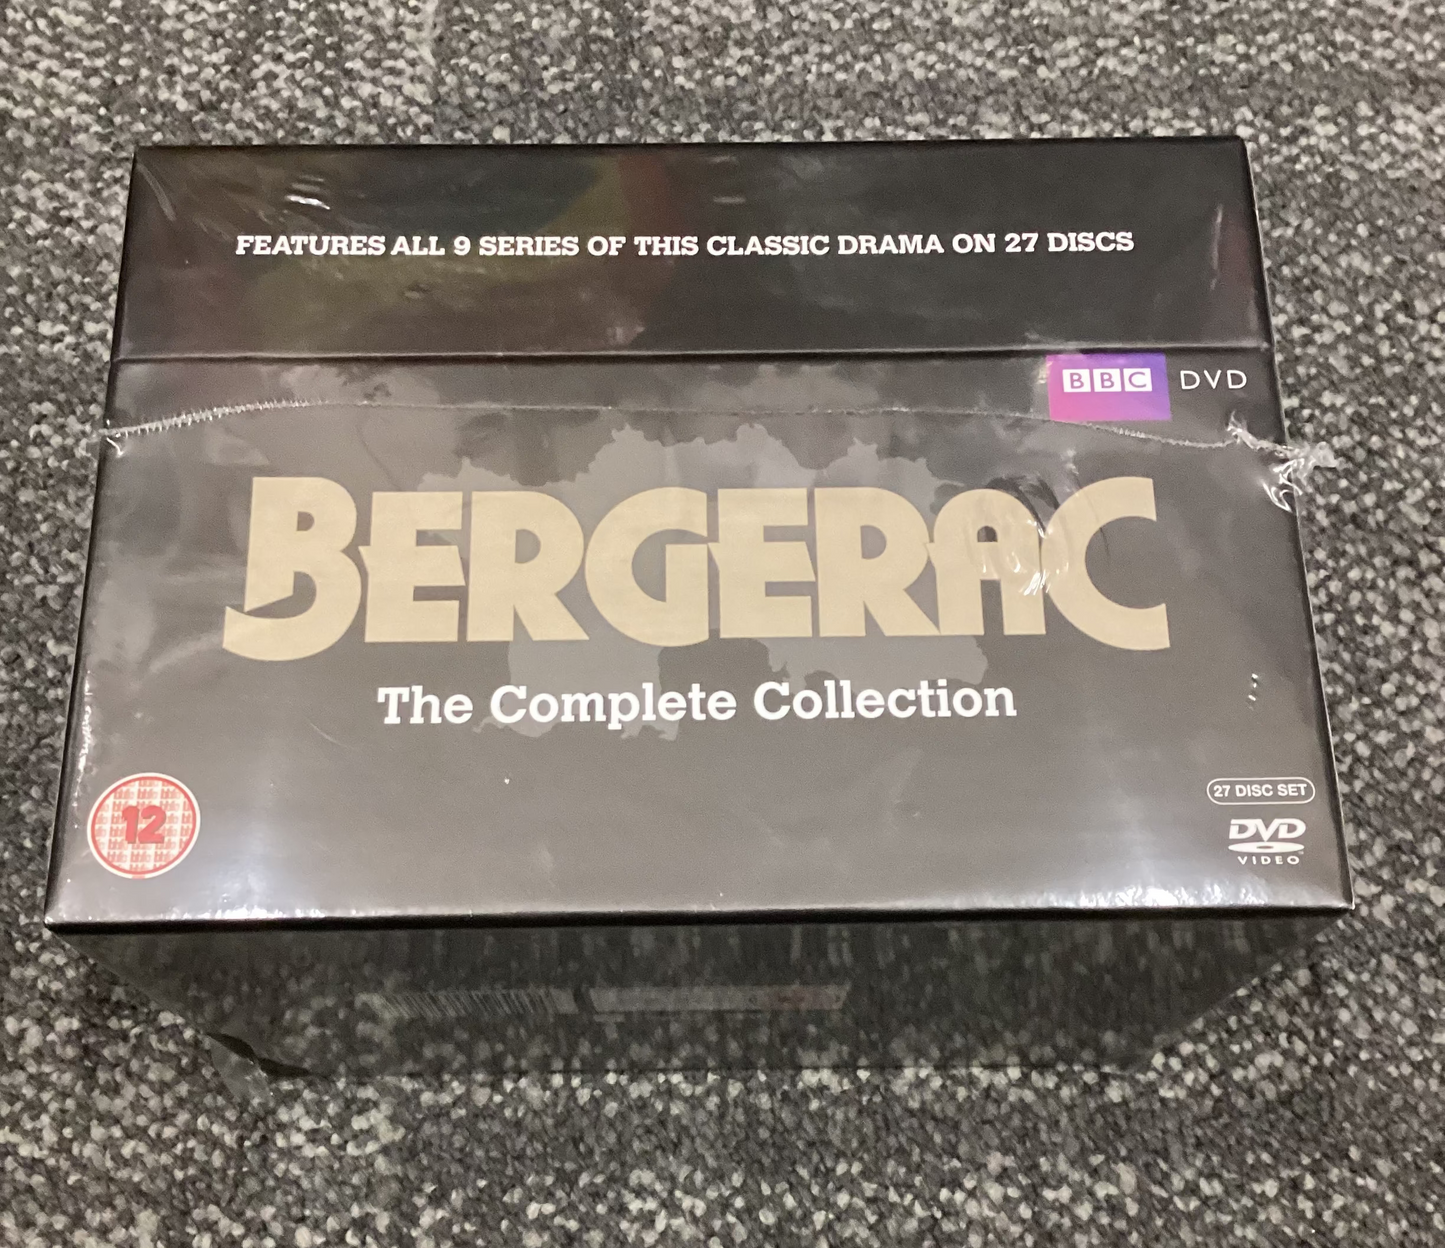 FEATURES ALL 9 SERIES OF THIS CLASSIC DRAMA ON 27 DISCS
BBC DVD
BERGERAC
The Complete Collection
12
27 DISC SET
DVD
VIDEO